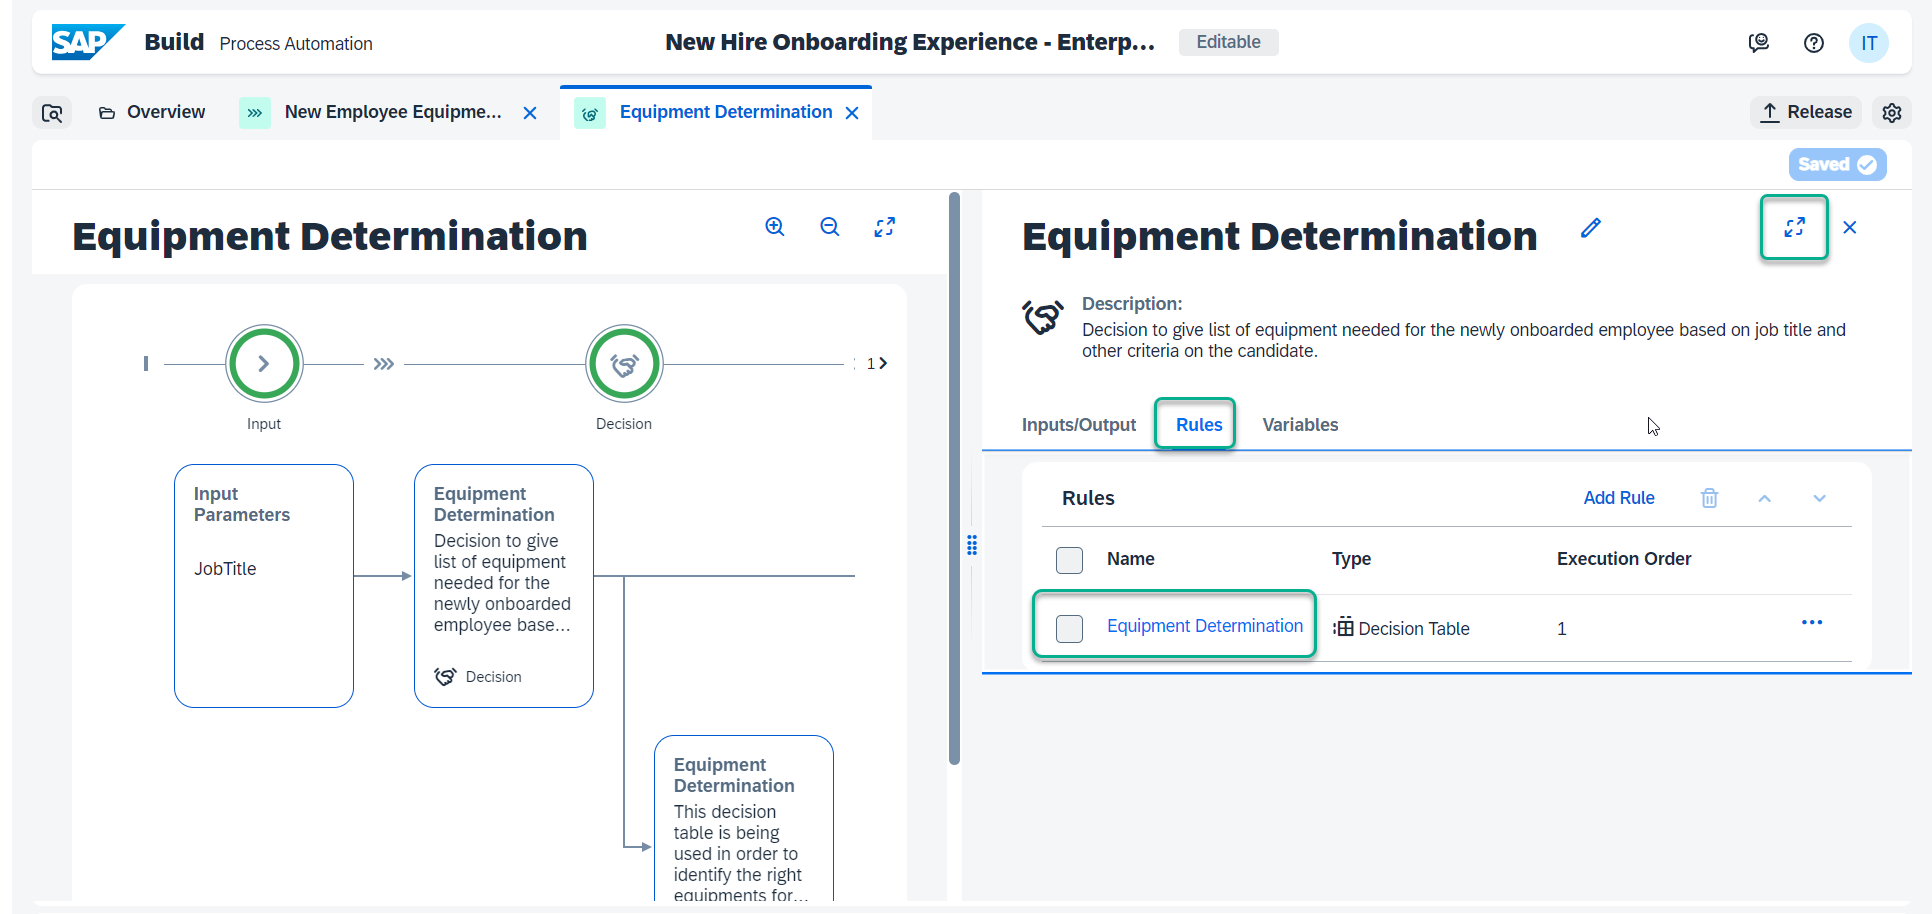 SAP Build Process Automation
New Hire Onboarding Experience - Enterp...
Editable
IT
Overview
New Employee Equipme...
Equipment Determination
Release
Saved
Equipment Determination
1
Input
Decision
Input
Parameters
JobTitle
Equipment
Determination
Decision to give
list of equipment
needed for the
newly onboarded
employee base...
Decision
Equipment
Determination
This decision
table is being
used in order to
identify the right
equipments for...
Equipment Determination
Description:
Decision to give list of equipment needed for the newly onboarded employee based on job title and
other criteria on the candidate.
Inputs/Output
Rules
Variables
Rules
Add Rule
Name
Type
Execution Order
Equipment Determination
Decision Table
1